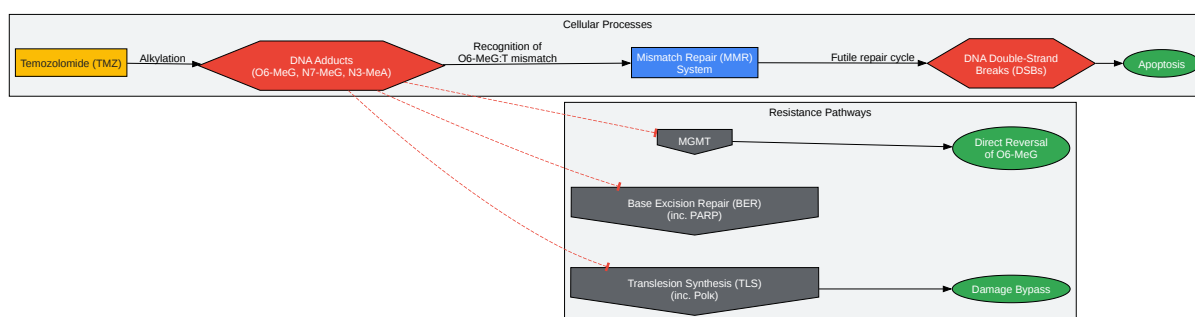 Cellular Processes
Temozolomide (TMZ)
Alkylation
DNA Adducts
(O6-MeG, N7-MeG, N3-MeA)
Recognition of
O6-MeG:T mismatch
Mismatch Repair (MMR)
System
Futile repair cycle
DNA Double-Strand
Breaks (DSBs)
Apoptosis
Resistance Pathways
MGMT
Direct Reversal
of O6-MeG
Base Excision Repair (BER)
(inc. PARP)
Translesion Synthesis (TLS)
(inc. Polκ)
Damage Bypass